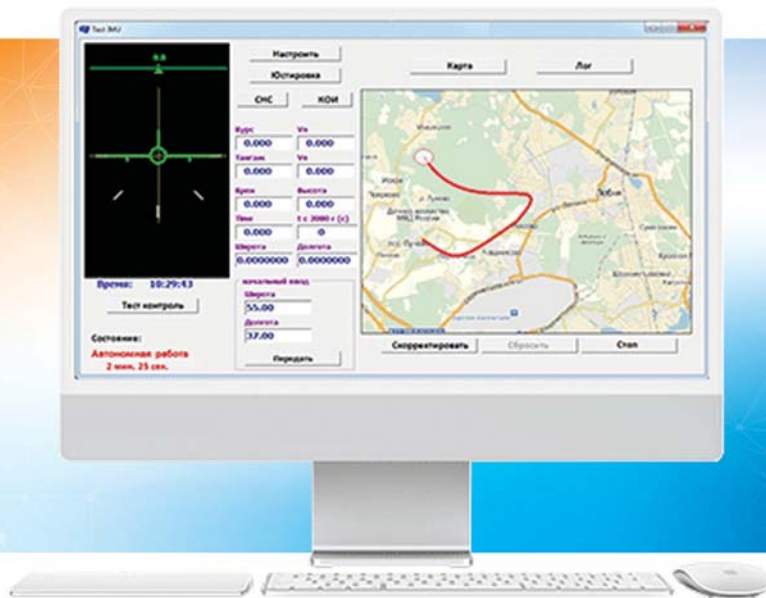 Test IMU
0.0
Настроить
Юстировка
СНС
КОИ
Курс
Vn
0.000
0.000
Тангаж
Vв
0.000
0.000
Крен
Высота
0.000
0.000
Time
t с 2000 г (с)
0.000
0
Широта
Долгота
0.0000000
0.0000000
Время: 10:29:43
Тест контроль
Состояние:
Автономная работа
2 мин. 25 сек.
начальный ввод
Широта
55.00
Долгота
37.00
Передать
Карта
Лог
Лобня
Скорректировать
Сбросить
Стоп